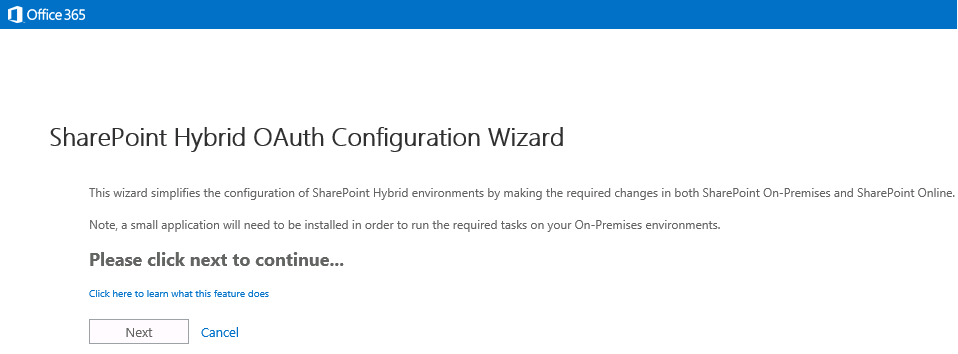 Office 365
SharePoint Hybrid OAuth Configuration Wizard
This wizard simplifies the configuration of SharePoint Hybrid environments by making the required changes in both SharePoint On-Premises and SharePoint Online.
Note, a small application will need to be installed in order to run the required tasks on your On-Premises environments.
Please click next to continue...
Click here to learn what this feature does
Next Cancel